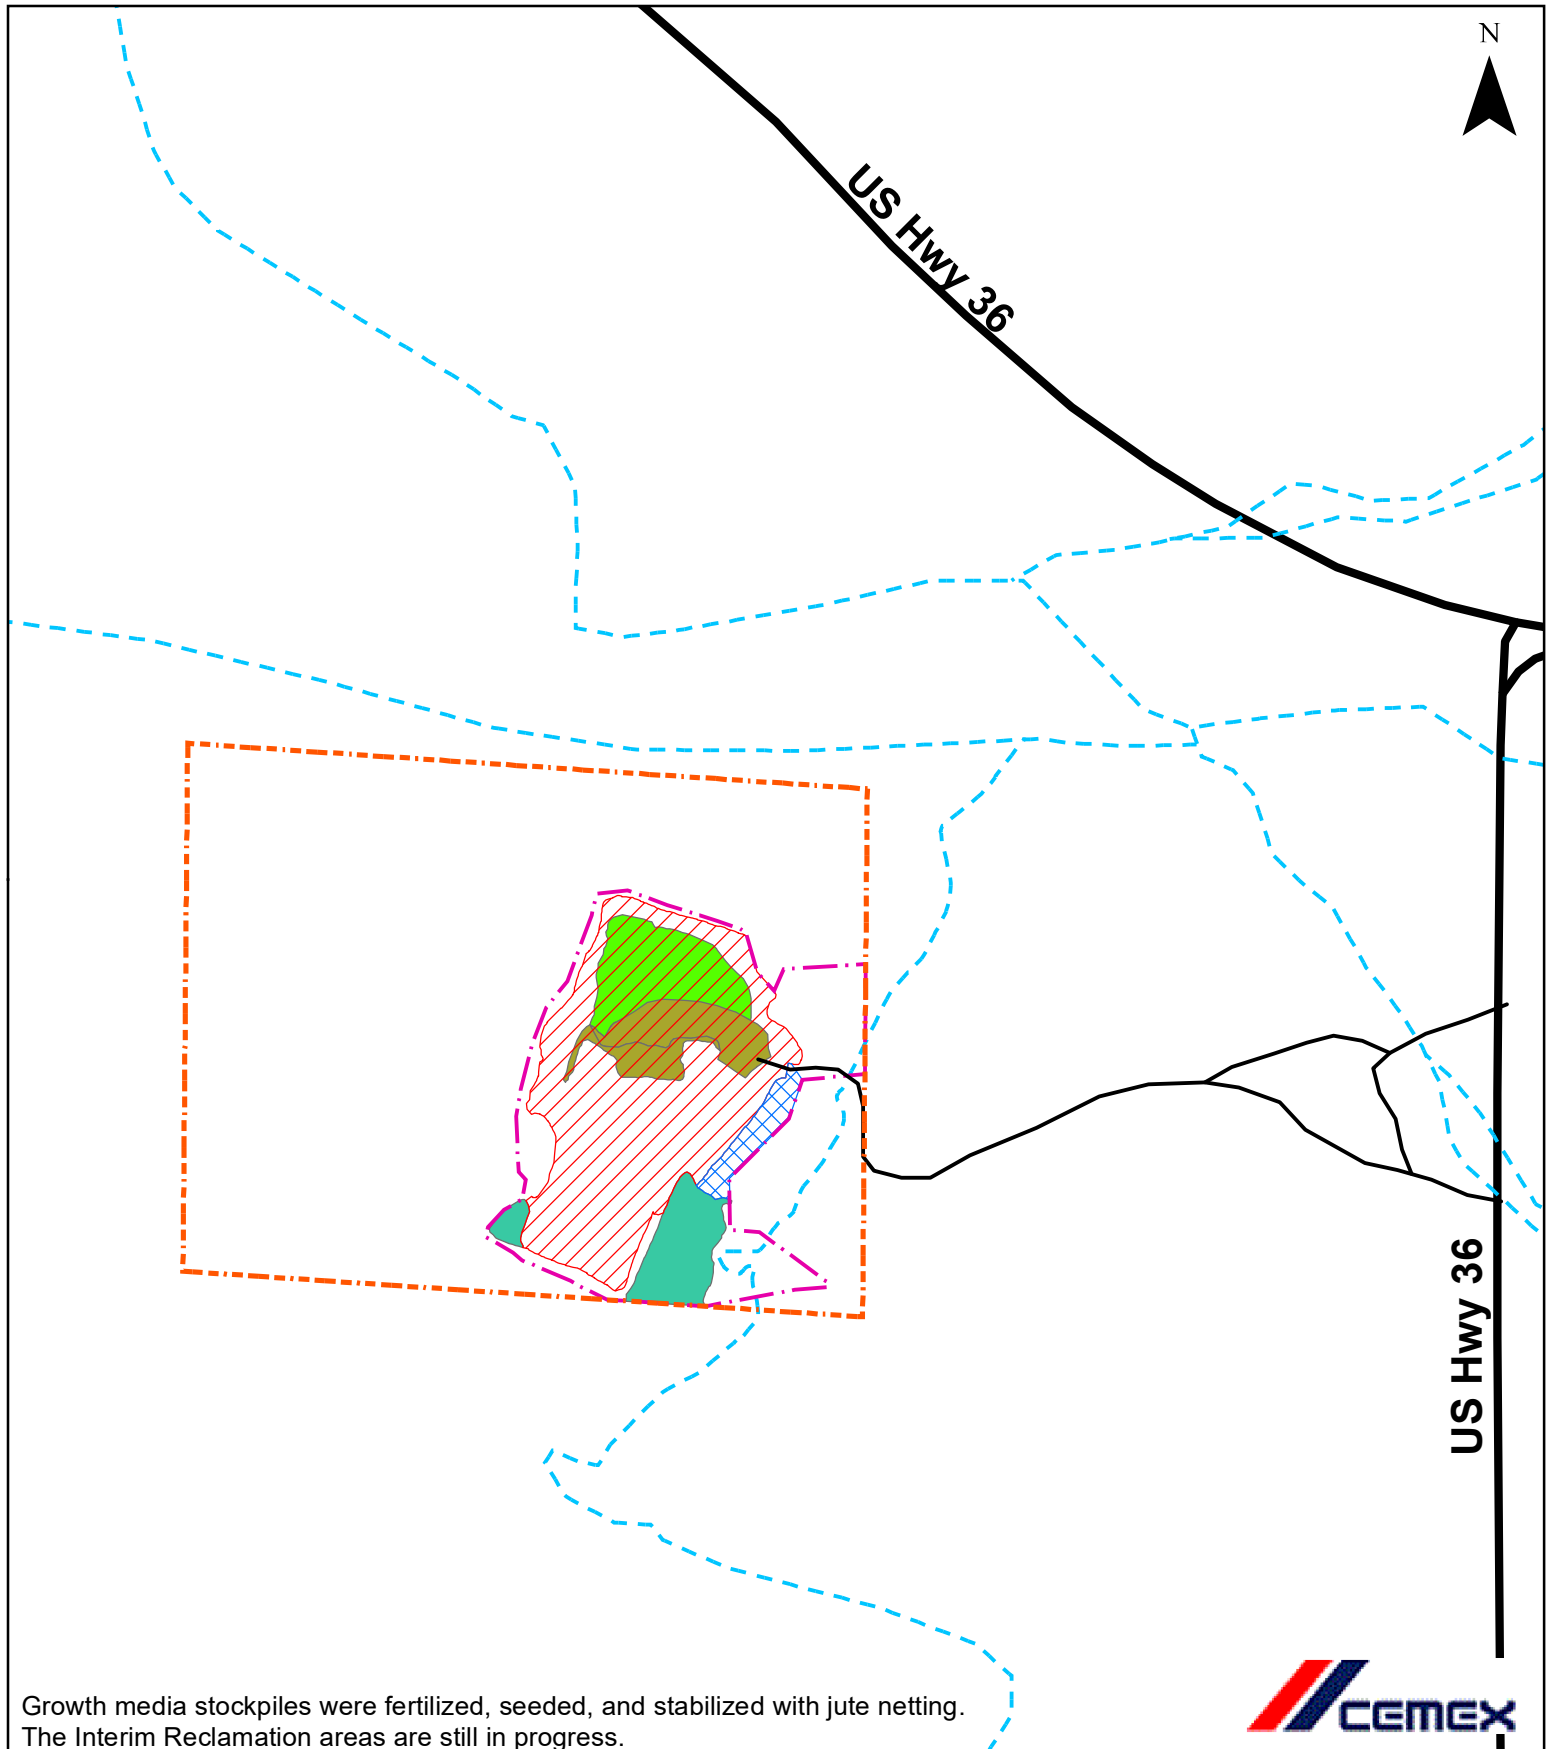 N
US Hwy 36
US Hwy 36
Growth media stockpiles were fertilized, seeded, and stabilized with jute netting.
The Interim Reclamation areas are still in progress.
CEMEX